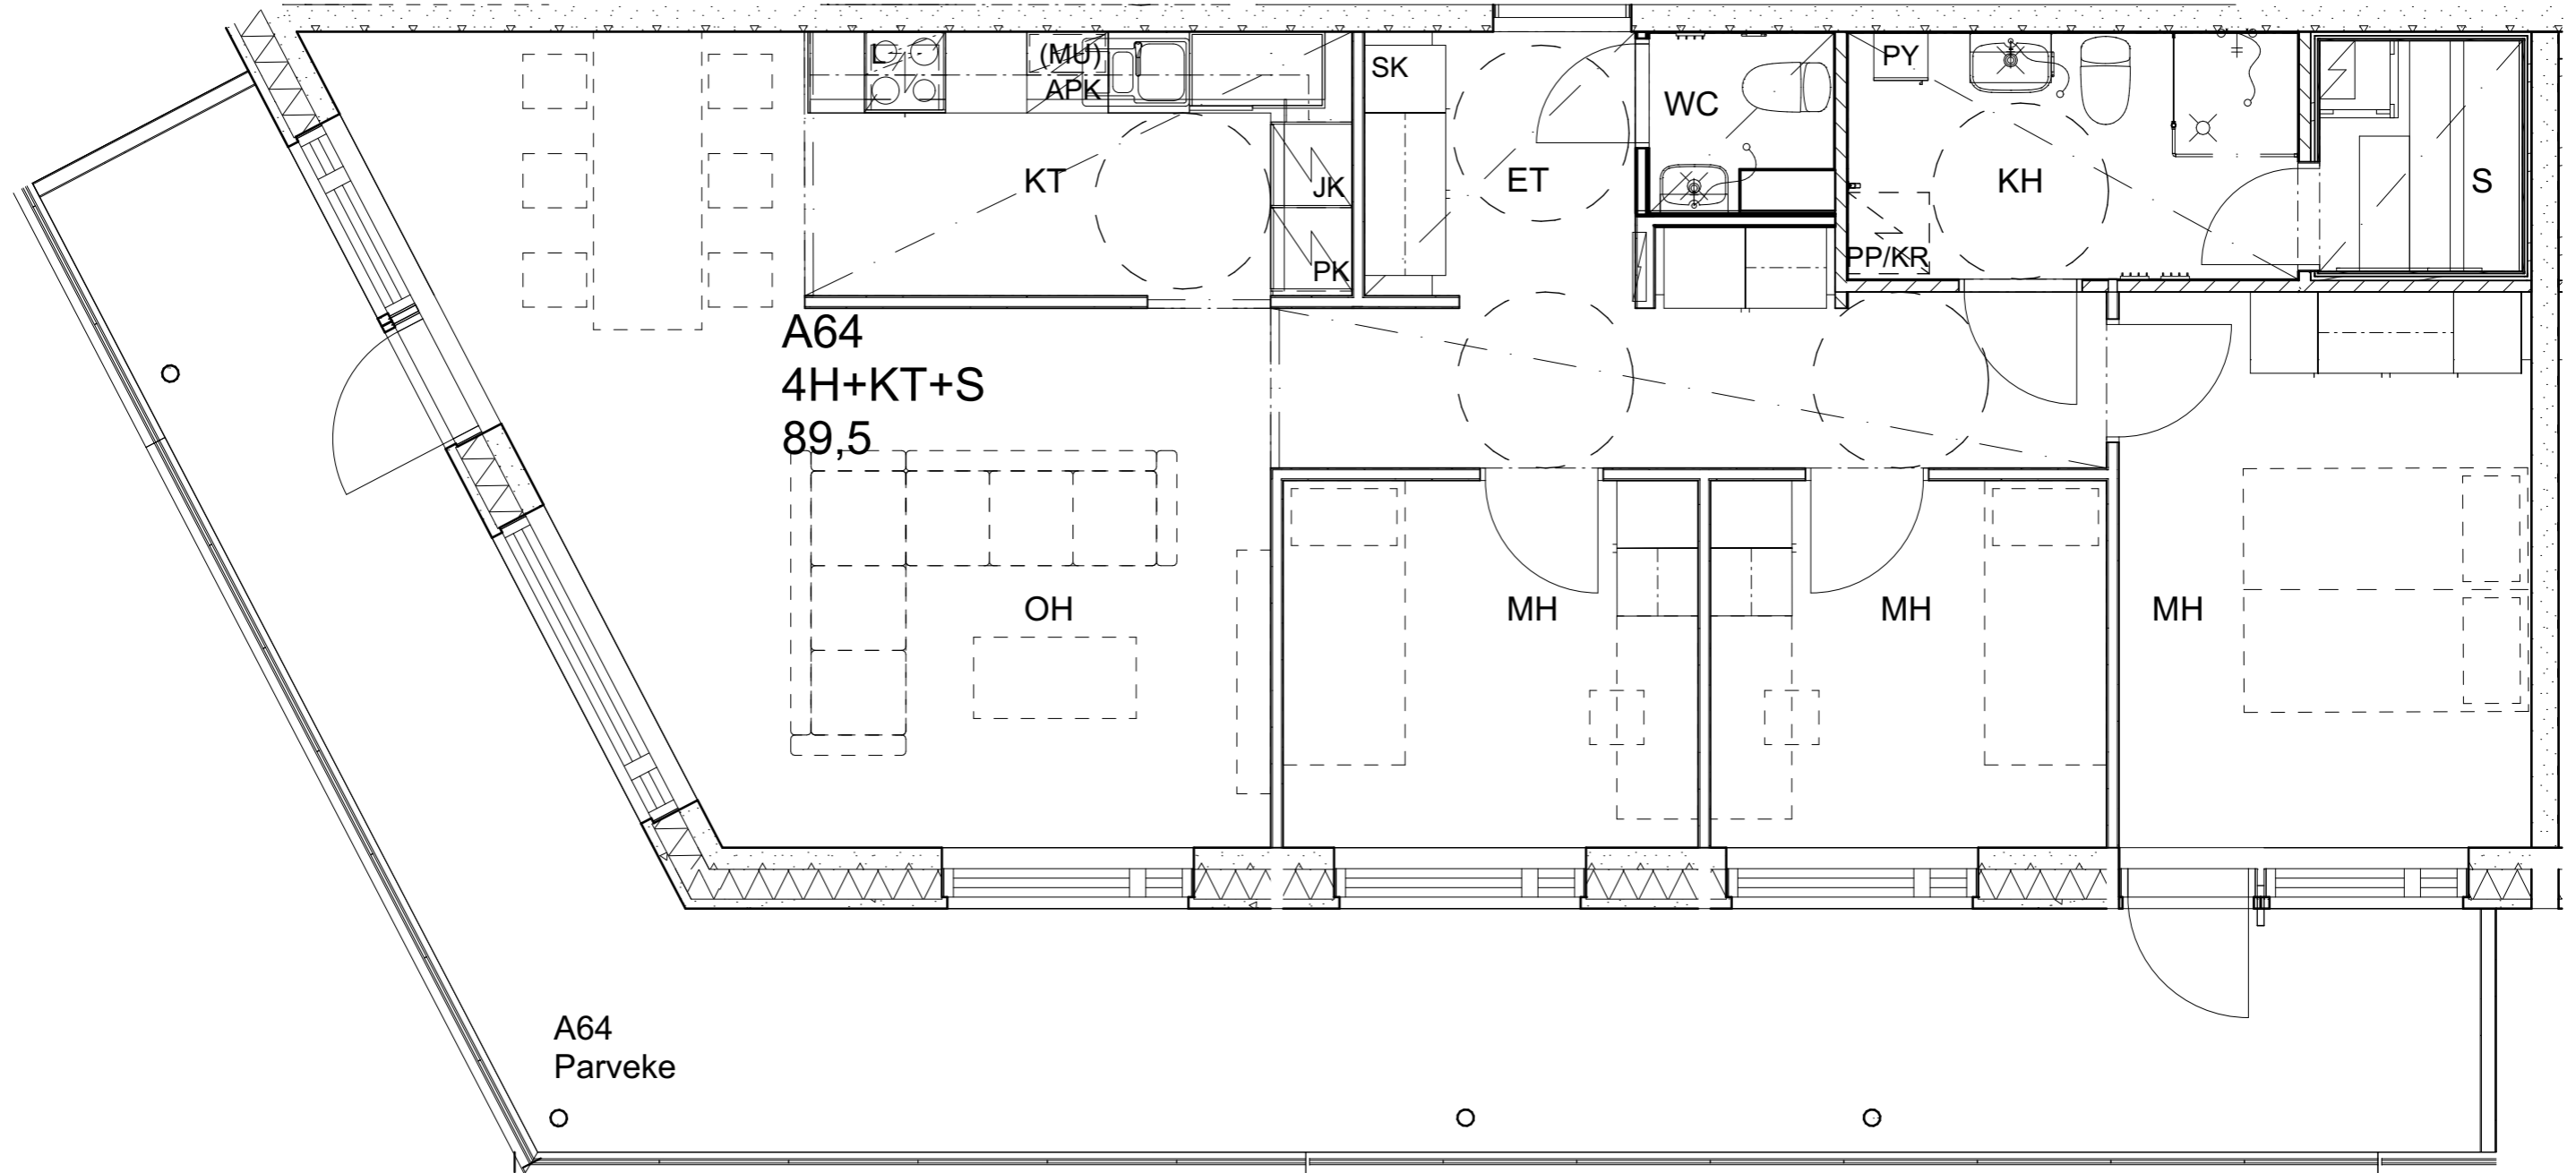 L
(MU)
APK
SK
WC
PY
KT
JK
ET
KH
S
PK
PP/KR
A64
4H+KT+S
89,5
OH
MH
MH
MH
A64
Parveke